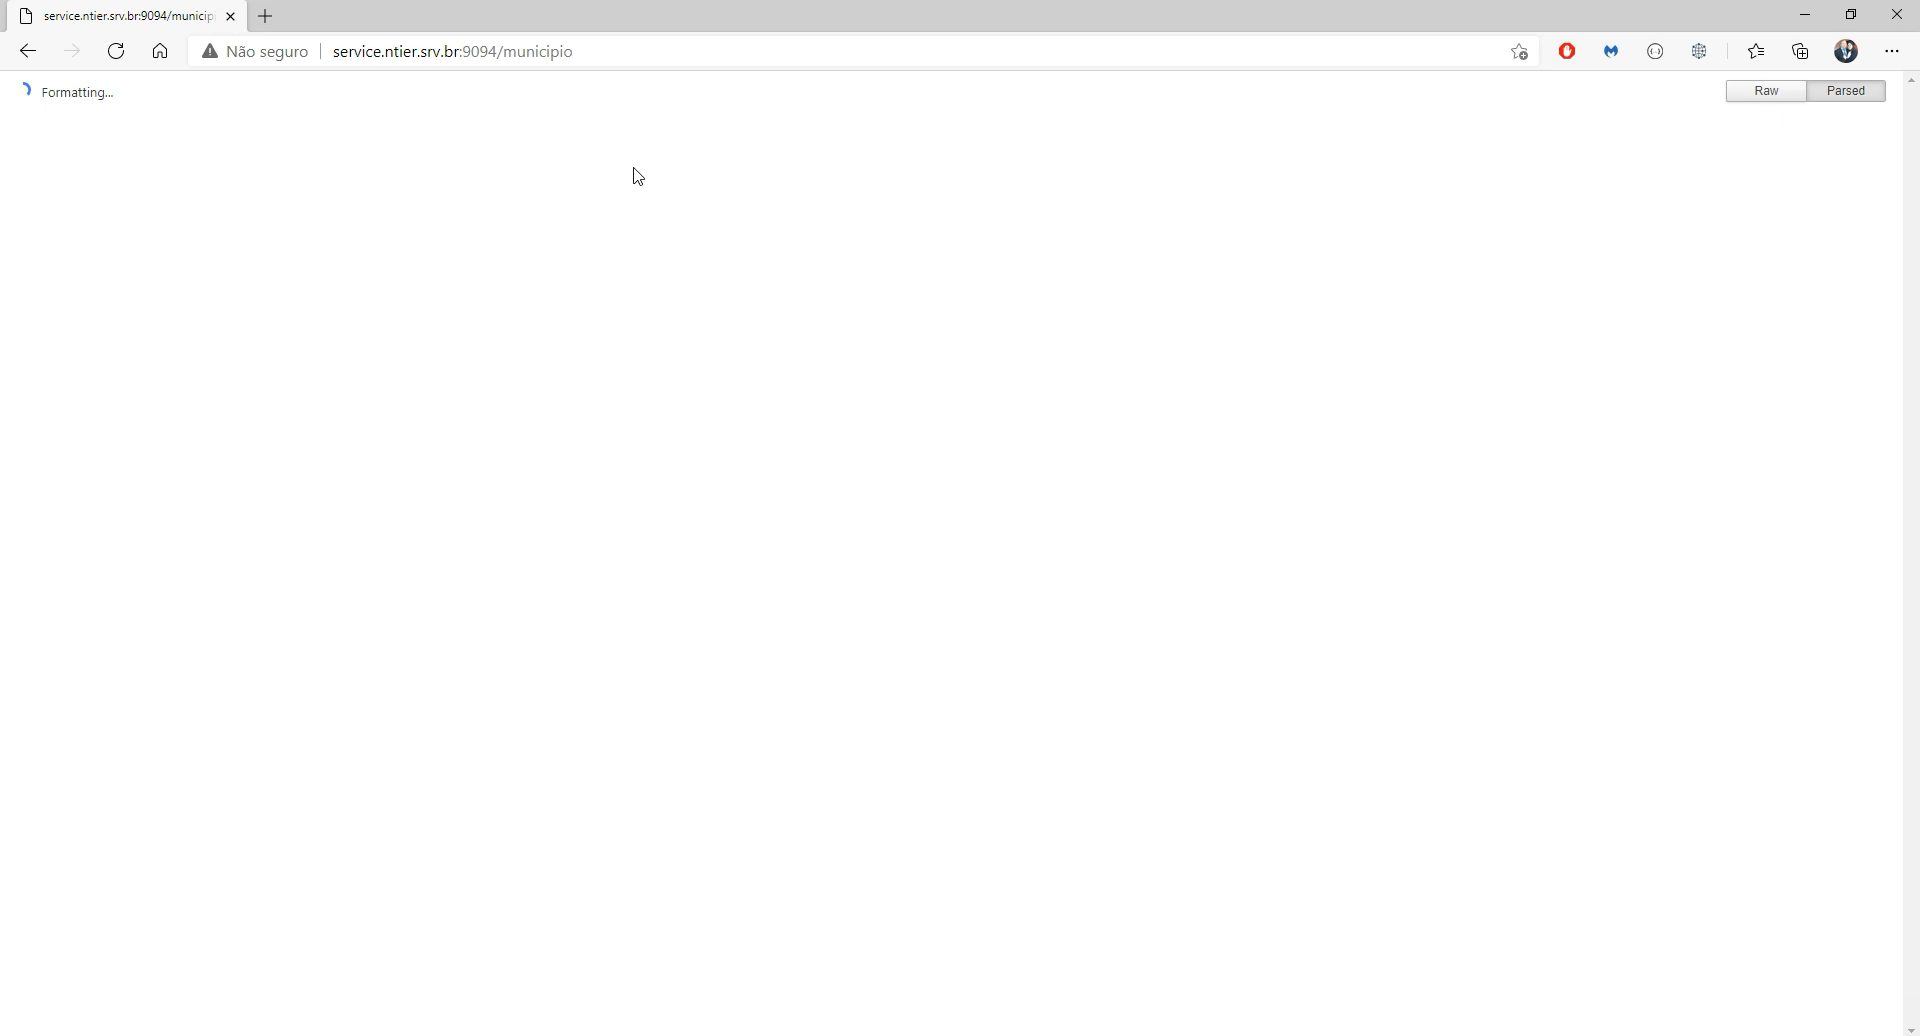 service.ntier.srv.br:9094/municip
Não seguro
service.ntier.srv.br:9094/municipio
Formatting...
Raw
Parsed